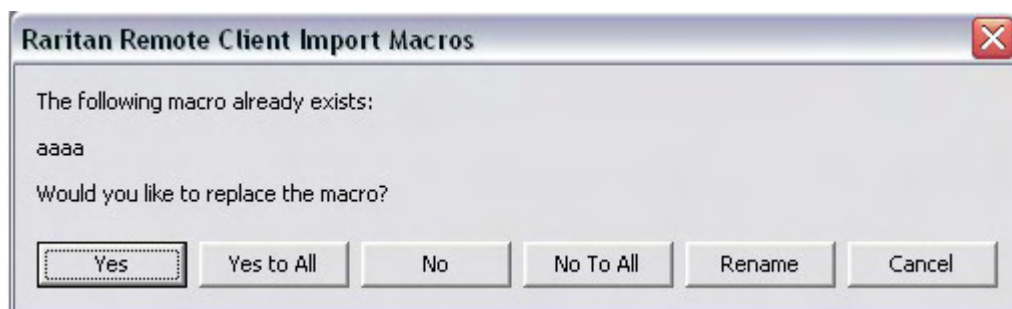 Raritan Remote Client Import Macros
The following macro already exists:
aaaa
Would you like to replace the macro?
Yes Yes to All No No To All Rename Cancel